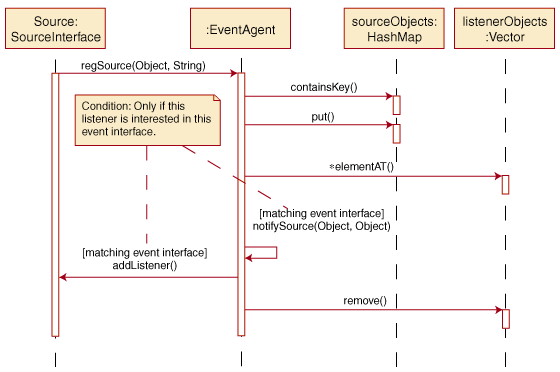 Source:
SourceInterface
:EventAgent
sourceObjects:
HashMap
listenerObjects
:Vector
regSource(Object, String)
containsKey()
Condition: Only if this
listener is interested in this
event interface.
put()
*elementAT()
[matching event interface]
notifySource(Object, Object)
[matching event interface]
addListener()
remove()